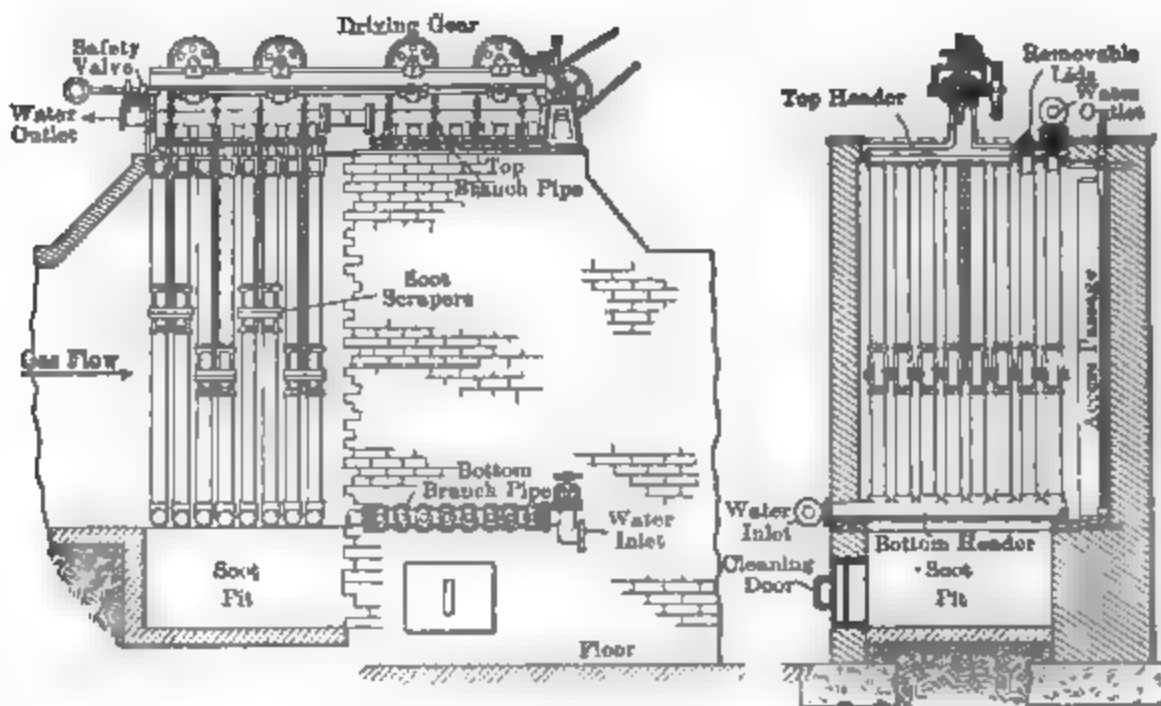 Driving Gear
Safety
Valve
Water
Outlet
Top
Branch Pipe
Soot
Scrapers
Gas Flow
Bottom
Branch Pipe
Water
Inlet
Soot
Pit
Floor
Removable
Lids
Water
Outlet
Top Header
Water
Inlet
Bottom Header
Cleaning
Door
Soot
Pit